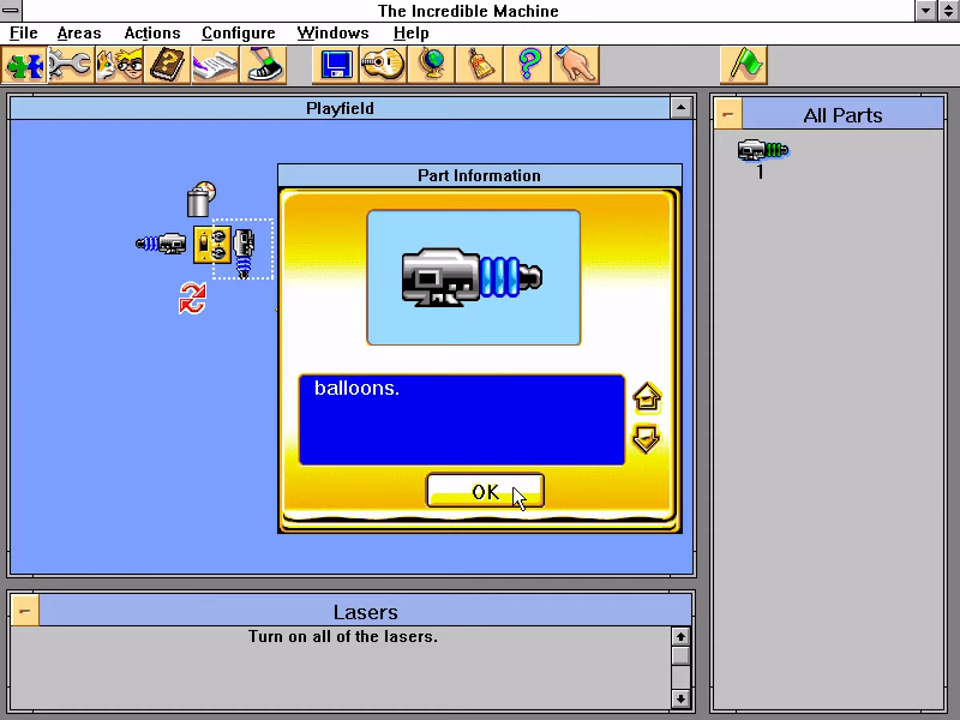 The Incredible Machine
File Areas Actions Configure Windows Help
Playfield
All Parts
1
Part Information
balloons.
OK
Lasers
Turn on all of the lasers.